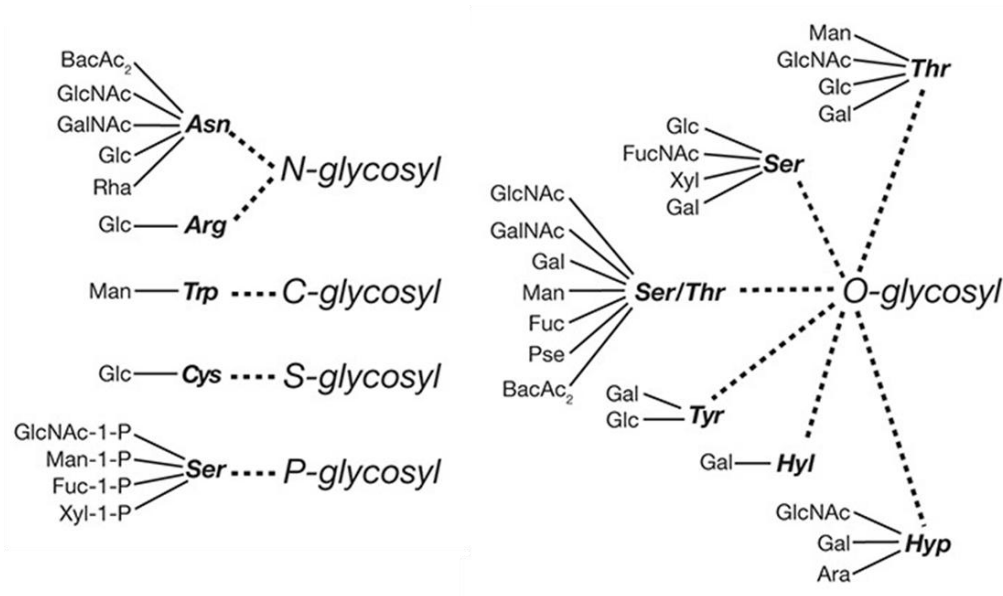 BacAc2
GlcNAc
GalNAc
Glc
Rha
Asn
Glc
Arg
N-glycosyl
Man
Trp
C-glycosyl
Glc
Cys
S-glycosyl
GlcNAc-1-P
Man-1-P
Fuc-1-P
Xyl-1-P
Ser
P-glycosyl
Man
GlcNAc
Glc
Gal
Thr
Glc
FucNAc
Xyl
Gal
Ser
GlcNAc
GalNAc
Gal
Man
Fuc
Pse
BacAc2
Ser/Thr
O-glycosyl
Gal
Glc
Tyr
Gal
Hyl
GlcNAc
Gal
Ara
Hyp